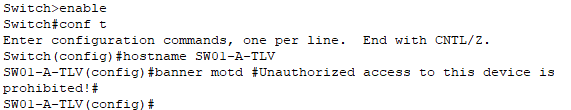 Switch>enable
Switch#conf t
Enter configuration commands, one per line.  End with CNTL/Z.
Switch(config)#hostname SW01-A-TLV
SW01-A-TLV(config)#banner motd #Unauthorized access to this device is
prohibited!#
SW01-A-TLV(config)#